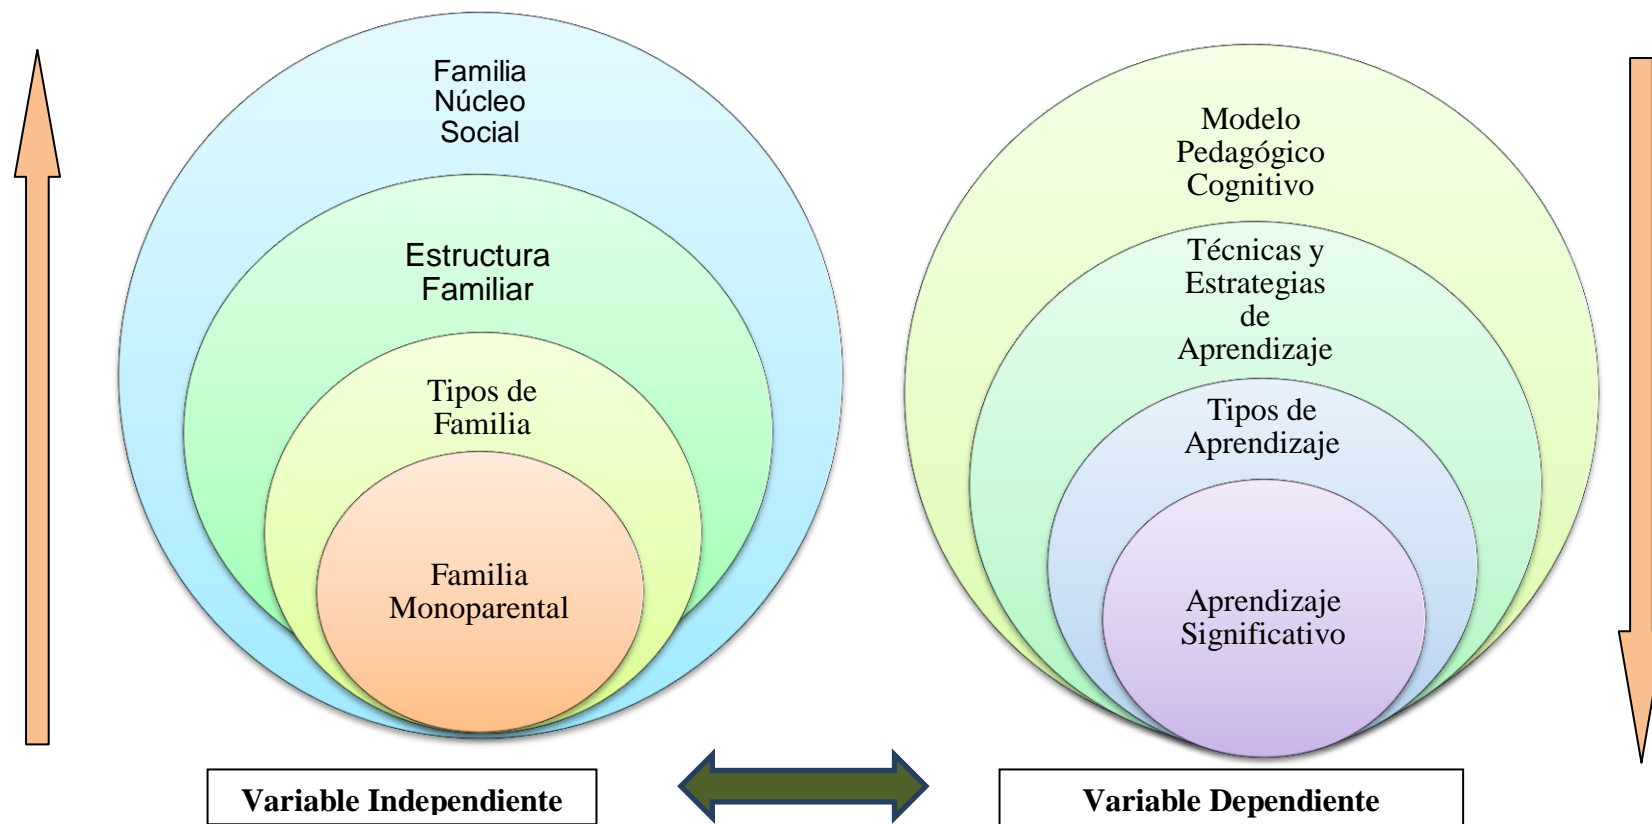 Familia
Núcleo
Social
Estructura
Familiar
Tipos de
Familia
Familia
Monoparental
Variable Independiente
Modelo
Pedagógico
Cognitivo
Técnicas y
Estrategias
de
Aprendizaje
Tipos de
Aprendizaje
Aprendizaje
Significativo
Variable Dependiente